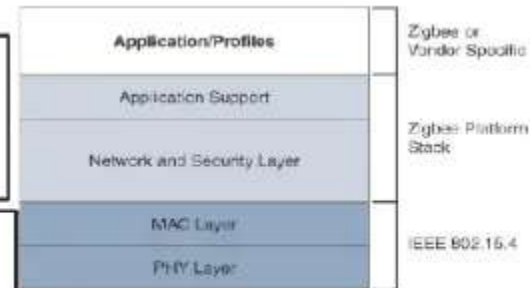 Application/Profiles
Zigbee or
Vendor Specific
Application Support
Network and Security Layer
Zigbee Platform
Stack
MAC Layer
PHY Layer
IEEE 802.15.4